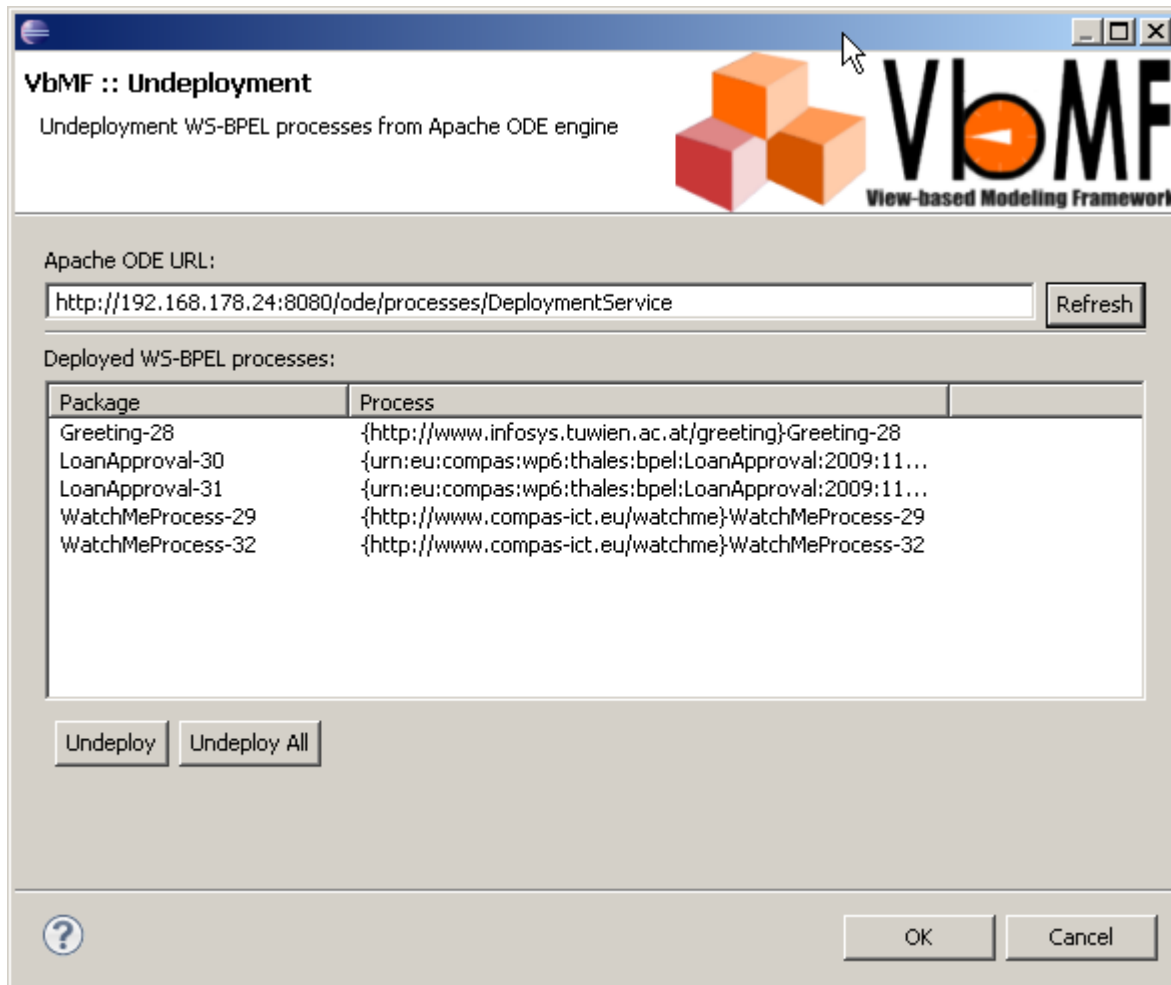 VbMF :: Undeployment
Undeployment WS-BPEL processes from Apache ODE engine
VbMF
View-based Modeling Framework
Apache ODE URL:
http://192.168.178.24:8080/ode/processes/DeploymentService
Refresh
Deployed WS-BPEL processes:
Package Process
Greeting-28 {http://www.infosys.tuwien.ac.at/greeting}Greeting-28
LoanApproval-30 {urn:eu:compas:wp6:thales:bpel:LoanApproval:2009:11...
LoanApproval-31 {urn:eu:compas:wp6:thales:bpel:LoanApproval:2009:11...
WatchMeProcess-29 {http://www.compas-ict.eu/watchme}WatchMeProcess-29
WatchMeProcess-32 {http://www.compas-ict.eu/watchme}WatchMeProcess-32
Undeploy Undeploy All
? OK Cancel